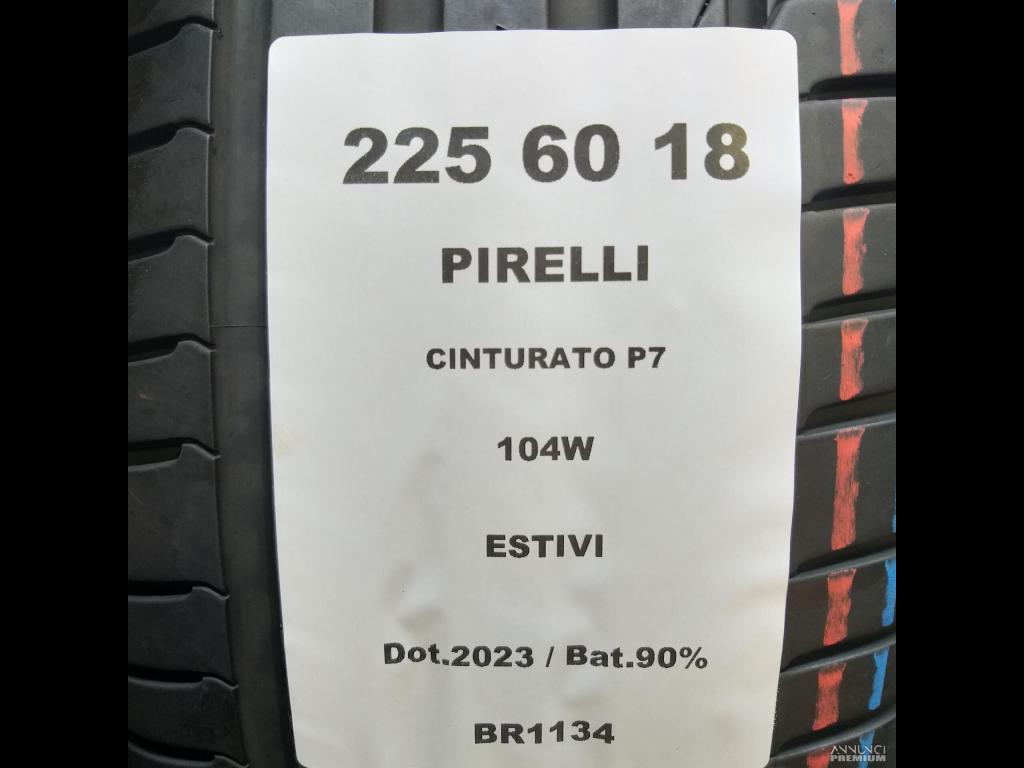 225 60 18
PIRELLI
CINTURATO P7
104W
ESTIVI
Dot.2023 / Bat.90%
BR1134
ANNUNCI
PREMIUM